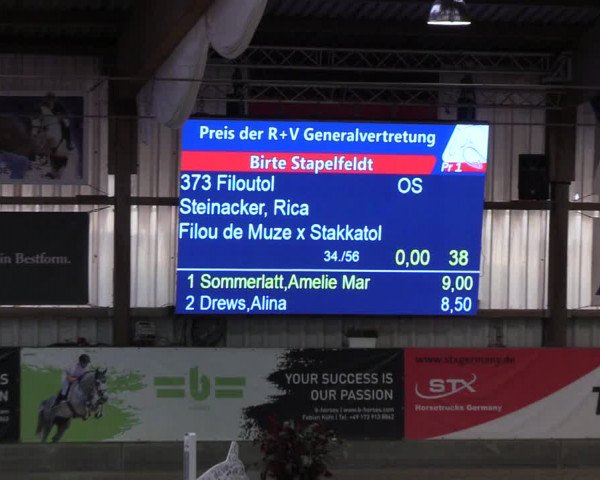 Preis der R+V Generalvertretung
Birte Stapelfeldt
Pr 1
373 Filoutol OS
Steinacker, Rica
Filou de Muze x Stakkatol
34./56 0,00 38
1 Sommerlatt,Amelie Mar 9,00
2 Drews,Alina 8,50
in Bestform.
b
YOUR SUCCESS IS
OUR PASSION
www.stxgermany.de
STX
Horsetrucks Germany